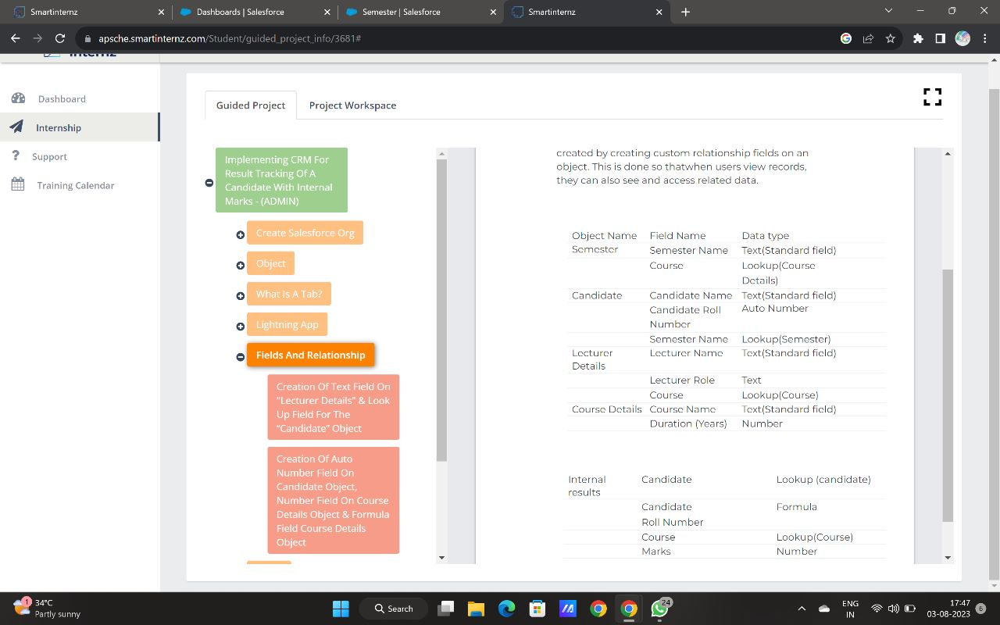 Smartinternz
Dashboards | Salesforce
Semester | Salesforce
Smartinternz
apsche.smartinternz.com/Student/guided_project_info/3681#
Dashboard
Internship
Support
Training Calendar
Guided Project
Project Workspace
Implementing CRM For
Result Tracking Of A
Candidate With Internal
Marks - (ADMIN)
Create Salesforce Org
Object
What Is A Tab?
Lightning App
Fields And Relationship
Creation Of Text Field On
"Lecturer Details" & Look
Up Field For The
"Candidate" Object
Creation Of Auto
Number Field On
Candidate Object,
Number Field On Course
Details Object & Formula
Field Course Details
Object
created by creating custom relationship fields on an
object. This is done so thatwhen users view records,
they can also see and access related data.
Object Name Field Name Data type
Semester Semester Name Text(Standard field)
Course Lookup(Course
Details)
Candidate Candidate Name Text(Standard field)
Candidate Roll Auto Number
Number
Semester Name Lookup(Semester)
Lecturer Lecturer Name Text(Standard field)
Details
Lecturer Role Text
Course Lookup(Course)
Course Details Course Name Text(Standard field)
Duration (Years) Number
Internal Candidate Lookup (candidate)
results
Candidate Formula
Roll Number
Course Lookup(Course)
Marks Number
1
34°C
Partly sunny
Search
24
ENG
IN
17:47
03-08-2023
6